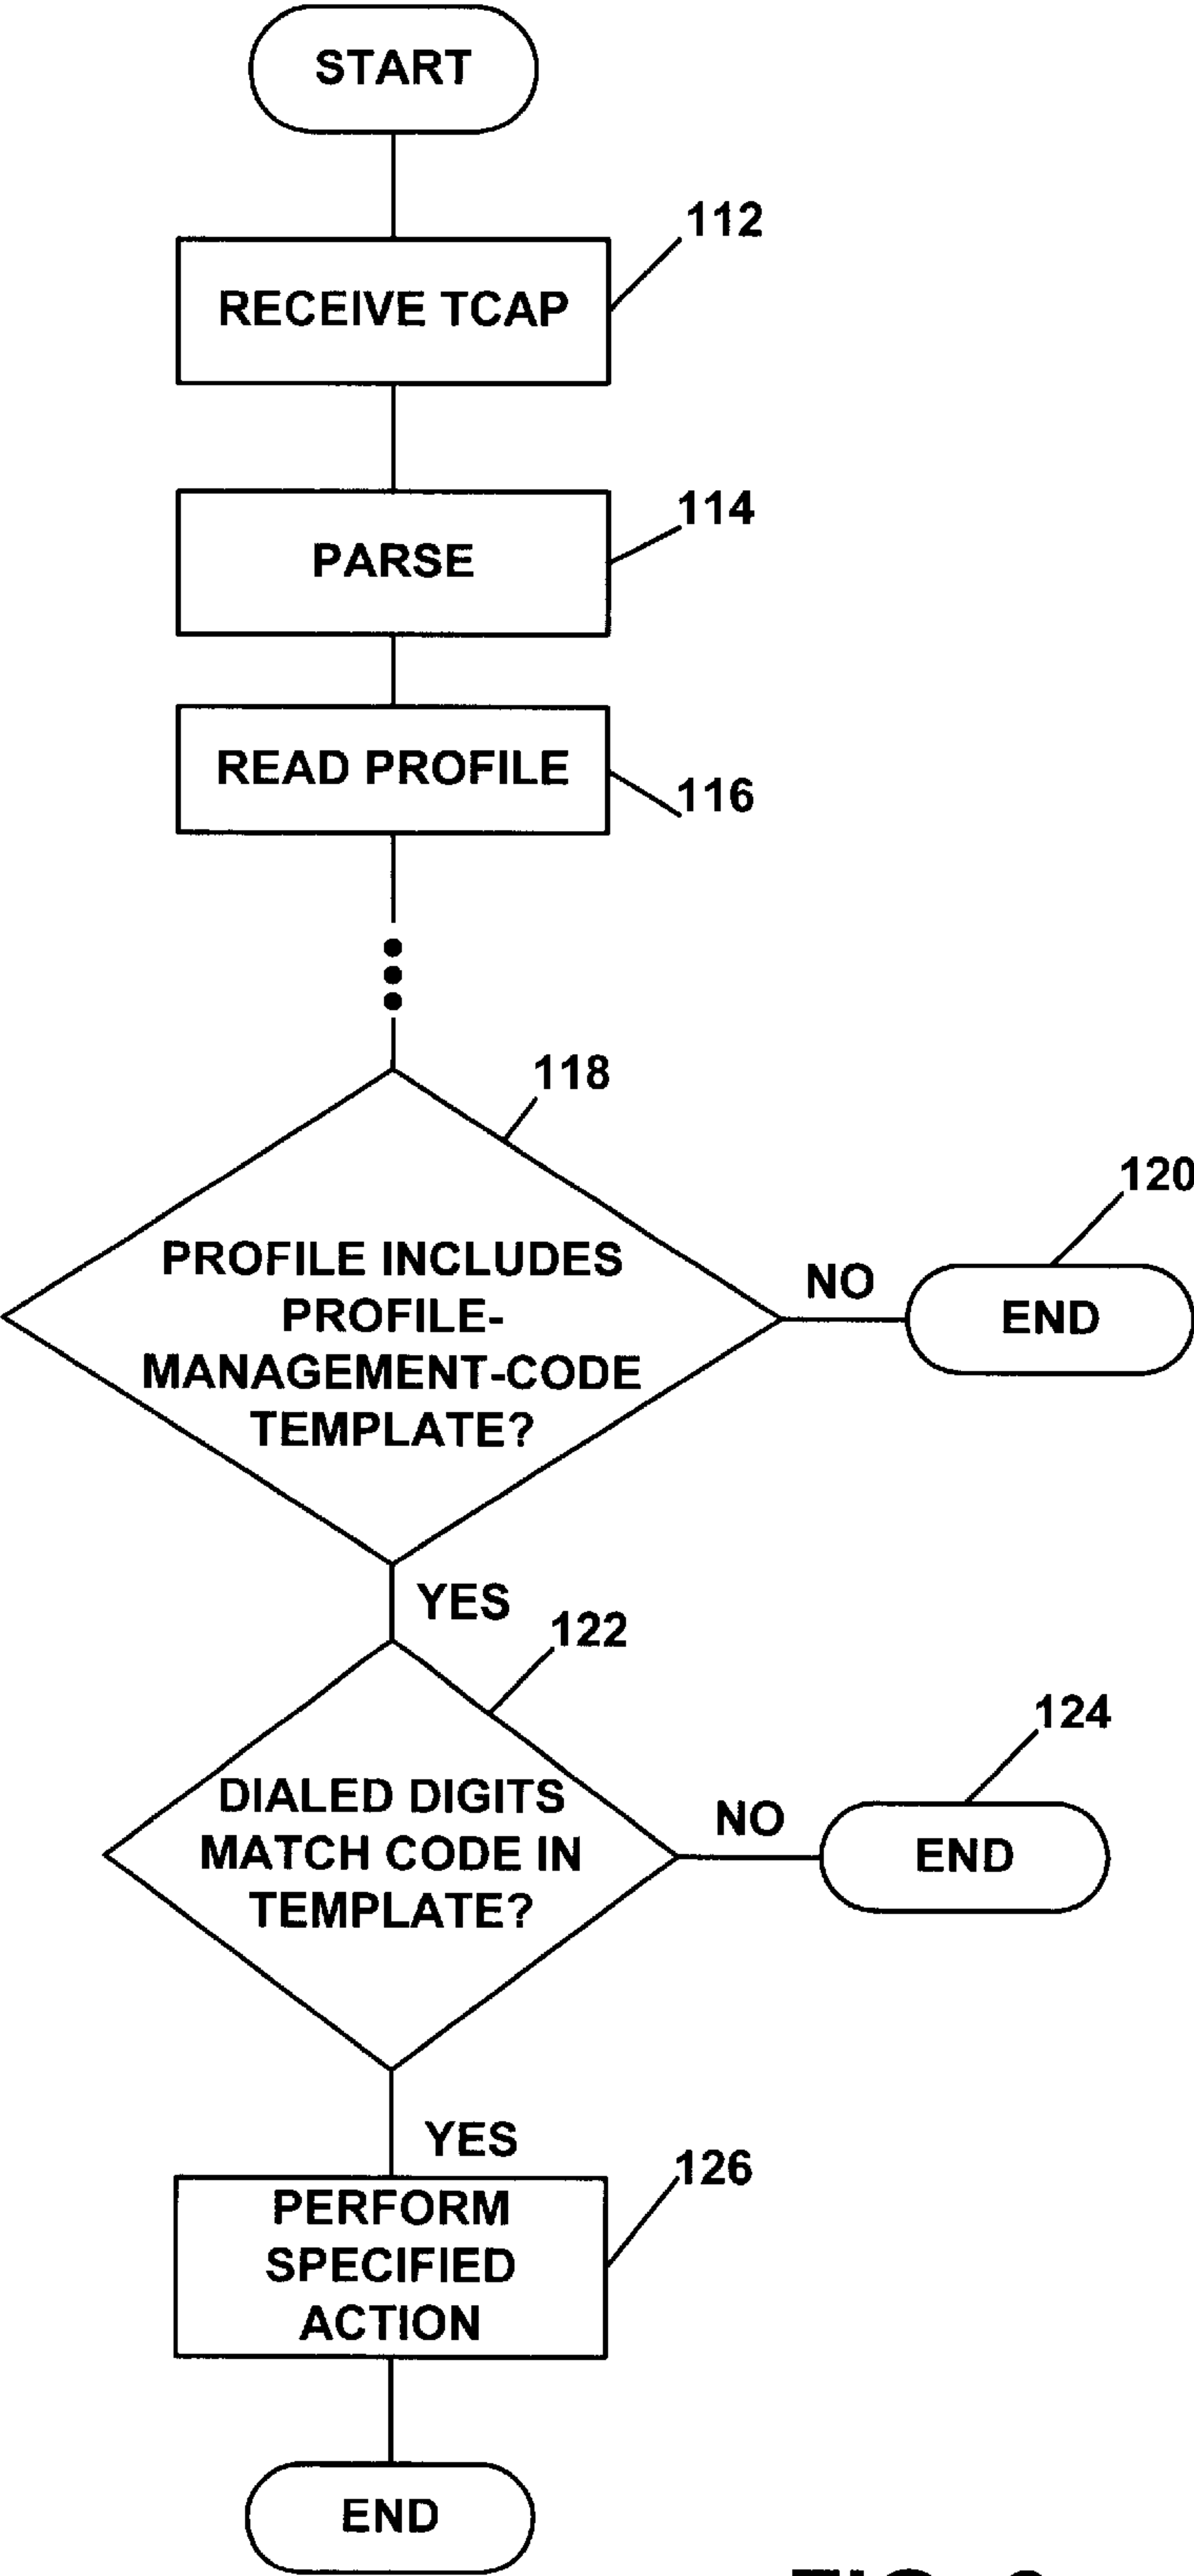 START
112
RECEIVE TCAP
114
PARSE
READ PROFILE
116
118
120
PROFILE INCLUDES
PROFILE-
MANAGEMENT-CODE
TEMPLATE?
NO
END
YES
122
124
DIALED DIGITS
MATCH CODE IN
TEMPLATE?
NO
END
YES
126
PERFORM
SPECIFIED
ACTION
END